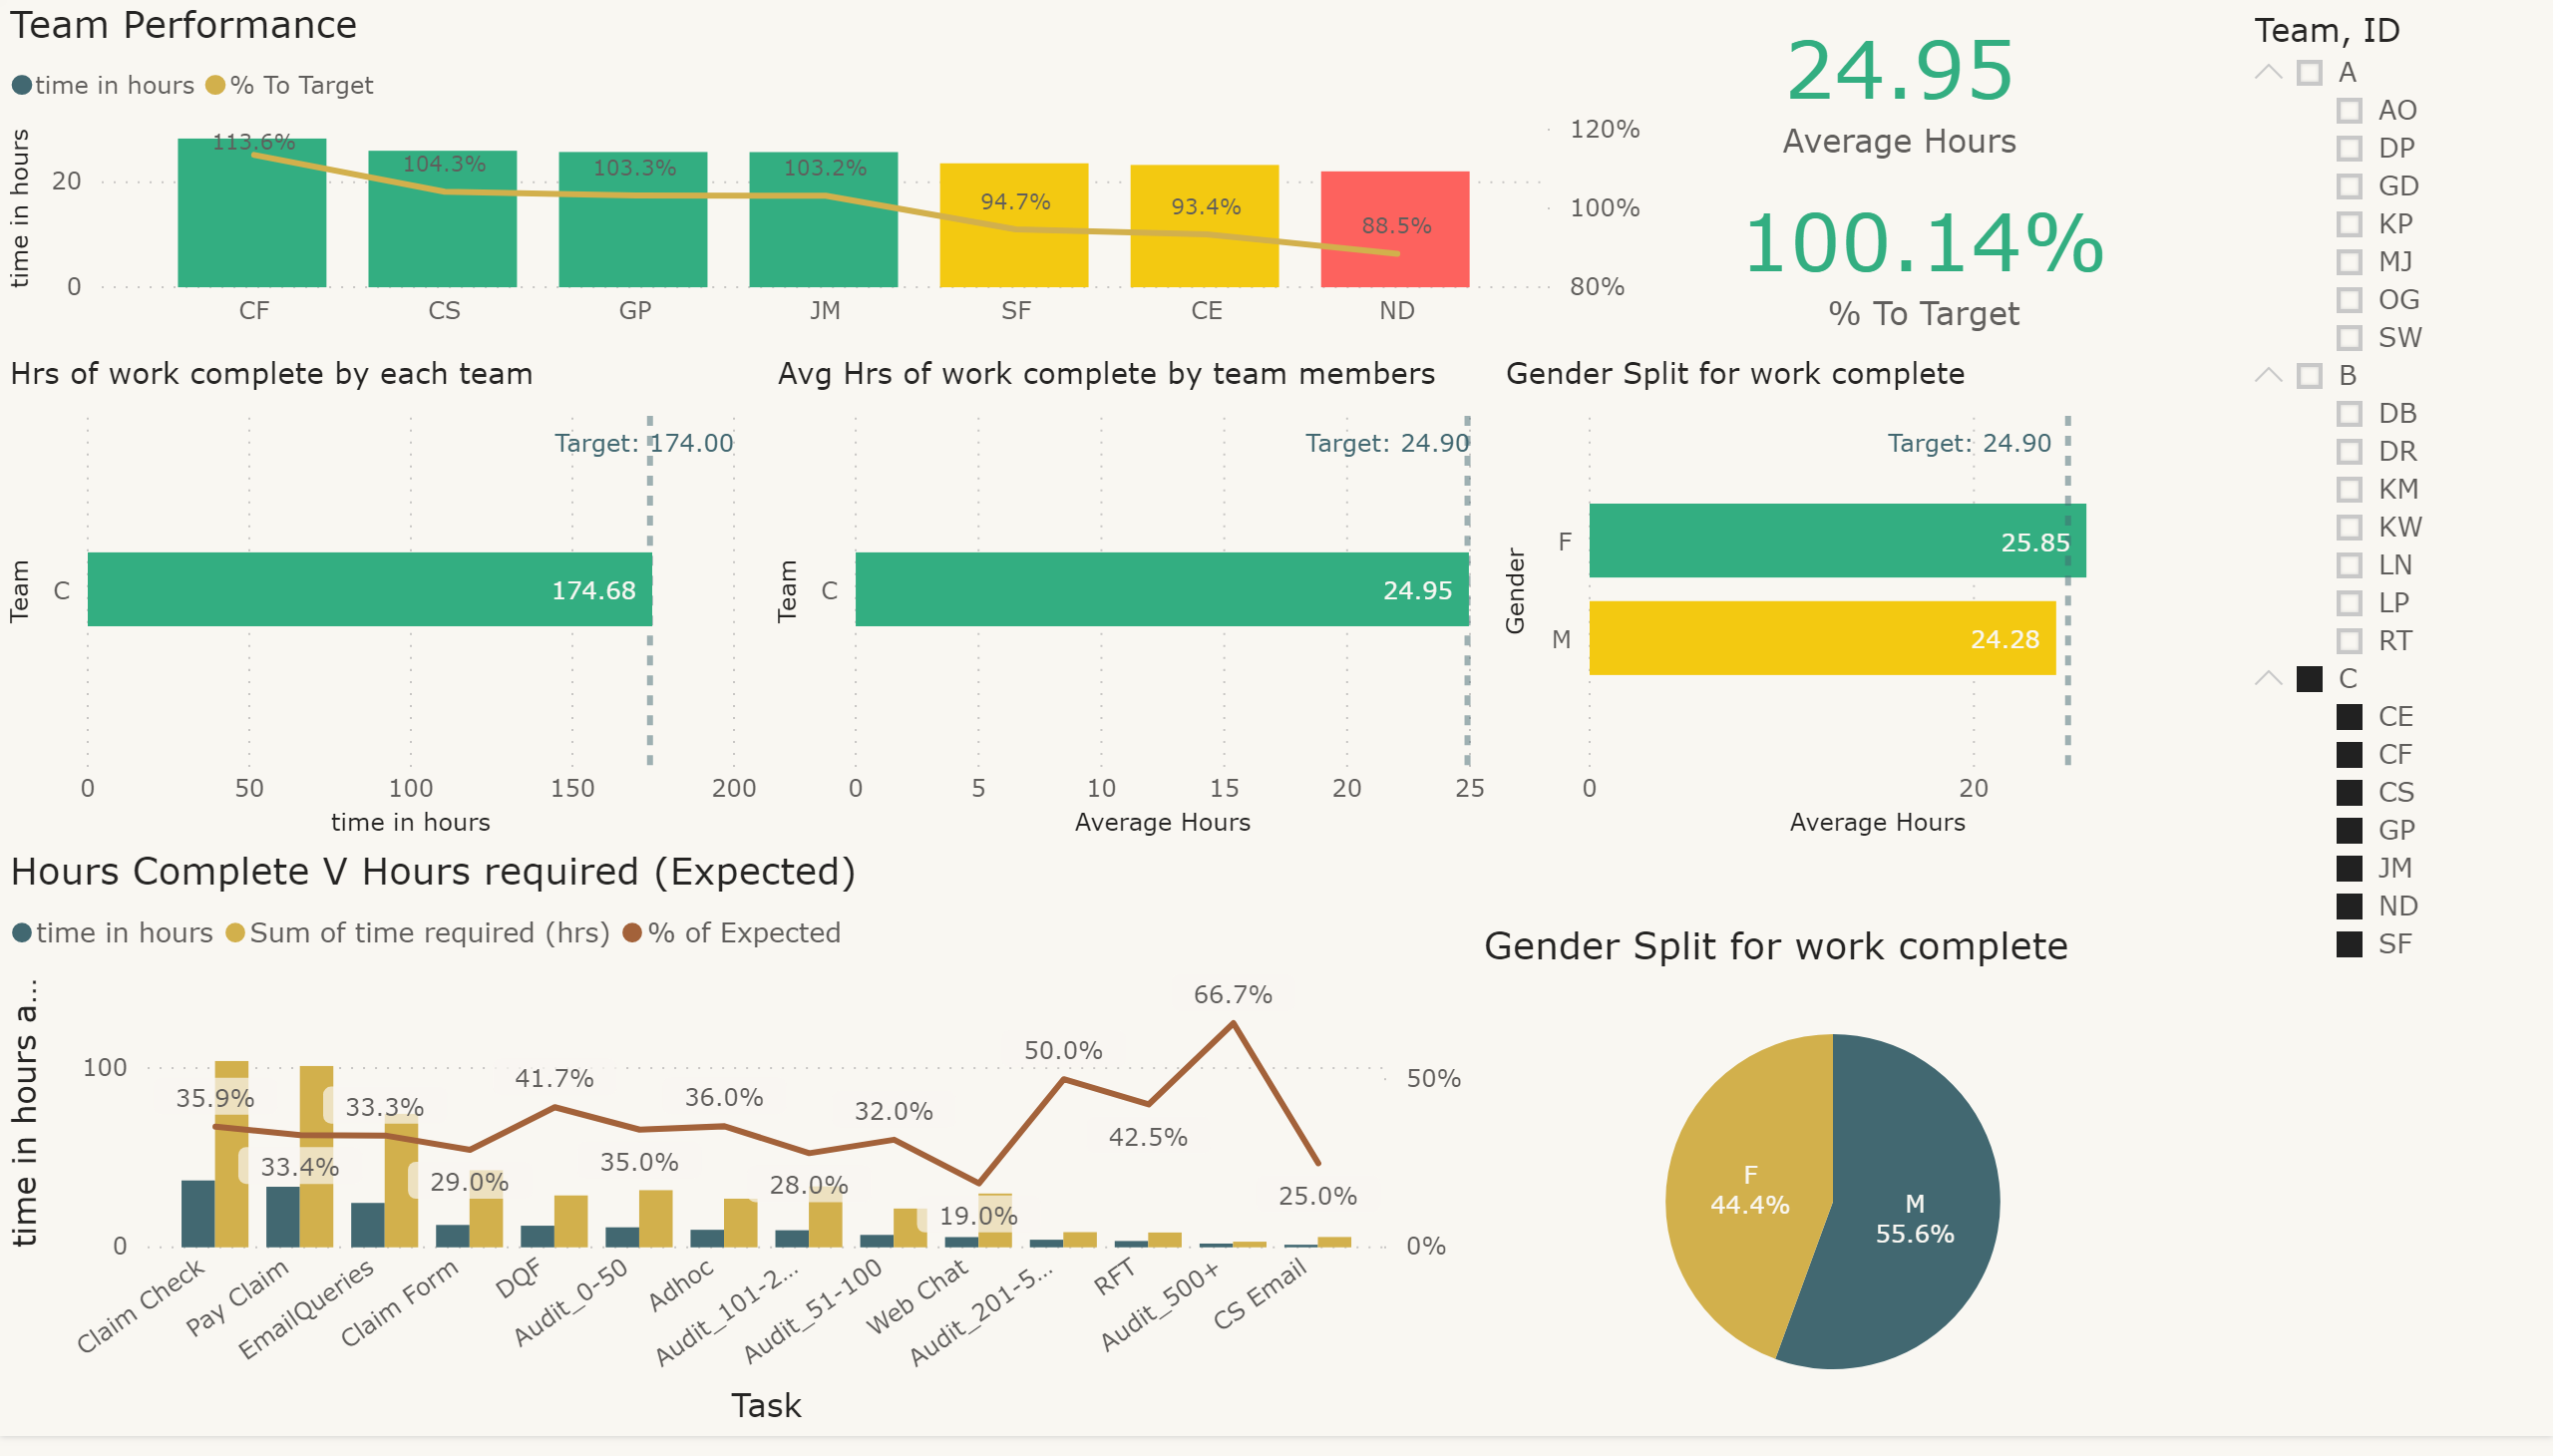 Team Performance
time in hours % To Target
time in hours
20
0
113.6%
104.3%
103.3%
103.2%
94.7%
93.4%
88.5%
120%
100%
80%
CF CS GP JM SF CE ND
24.95
Average Hours
100.14%
% To Target
Hrs of work complete by each team
Target: 174.00
Team
C
174.68
0 50 100 150 200
time in hours
Avg Hrs of work complete by team members
Target: 24.90
Team
C
24.95
0 5 10 15 20 25
Average Hours
Gender Split for work complete
Target: 24.90
Gender
F
25.85
M
24.28
0 20
Average Hours
Hours Complete V Hours required (Expected)
time in hours Sum of time required (hrs) % of Expected
time in hours a...
100
0
35.9%
33.4%
33.3%
29.0%
41.7%
35.0%
36.0%
28.0%
32.0%
19.0%
50.0%
42.5%
66.7%
25.0%
50%
0%
Claim Check
Pay Claim
EmailQueries
Claim Form
DQF
Audit_0-50
Adhoc
Audit_101-2...
Audit_51-100
Web Chat
Audit_201-5...
RFT
Audit_500+
CS Email
Task
Gender Split for work complete
F
44.4%
M
55.6%
Team, ID
A
AO
DP
GD
KP
MJ
OG
SW
B
DB
DR
KM
KW
LN
LP
RT
C
CE
CF
CS
GP
JM
ND
SF